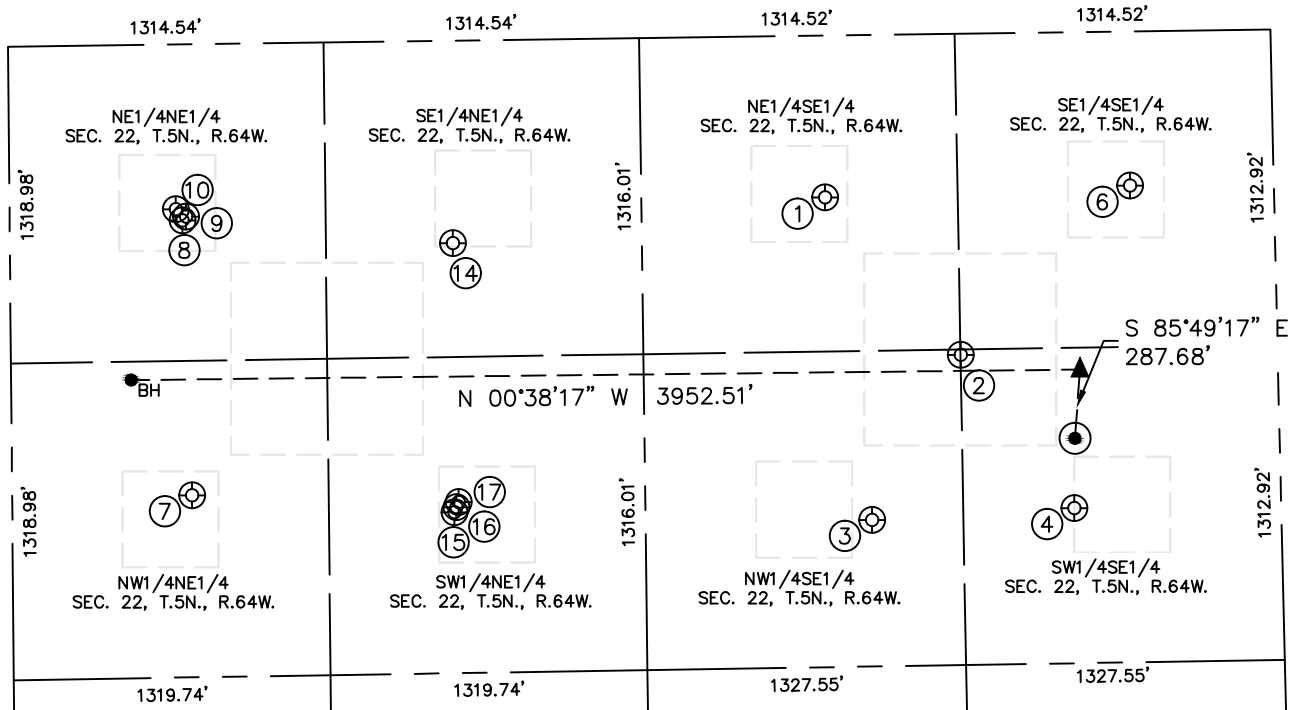 1314.54’
1314.54’
1314.52’
1314.52’
NE1/4NE1/4
SEC. 22, T.5N., R.64W.
SE1/4NE1/4
SEC. 22, T.5N., R.64W.
NE1/4SE1/4
SEC. 22, T.5N., R.64W.
SE1/4SE1/4
SEC. 22, T.5N., R.64W.
1318.98’
1316.01’
1312.92’
10
9
8
14
1
6
S 85°49’17” E
287.68’
BH
N 00°38’17” W
3952.51’
2
1318.98’
1316.01’
1312.92’
7
17
16
15
3
4
NW1/4NE1/4
SEC. 22, T.5N., R.64W.
SW1/4NE1/4
SEC. 22, T.5N., R.64W.
NW1/4SE1/4
SEC. 22, T.5N., R.64W.
SW1/4SE1/4
SEC. 22, T.5N., R.64W.
1319.74’
1319.74’
1327.55’
1327.55’